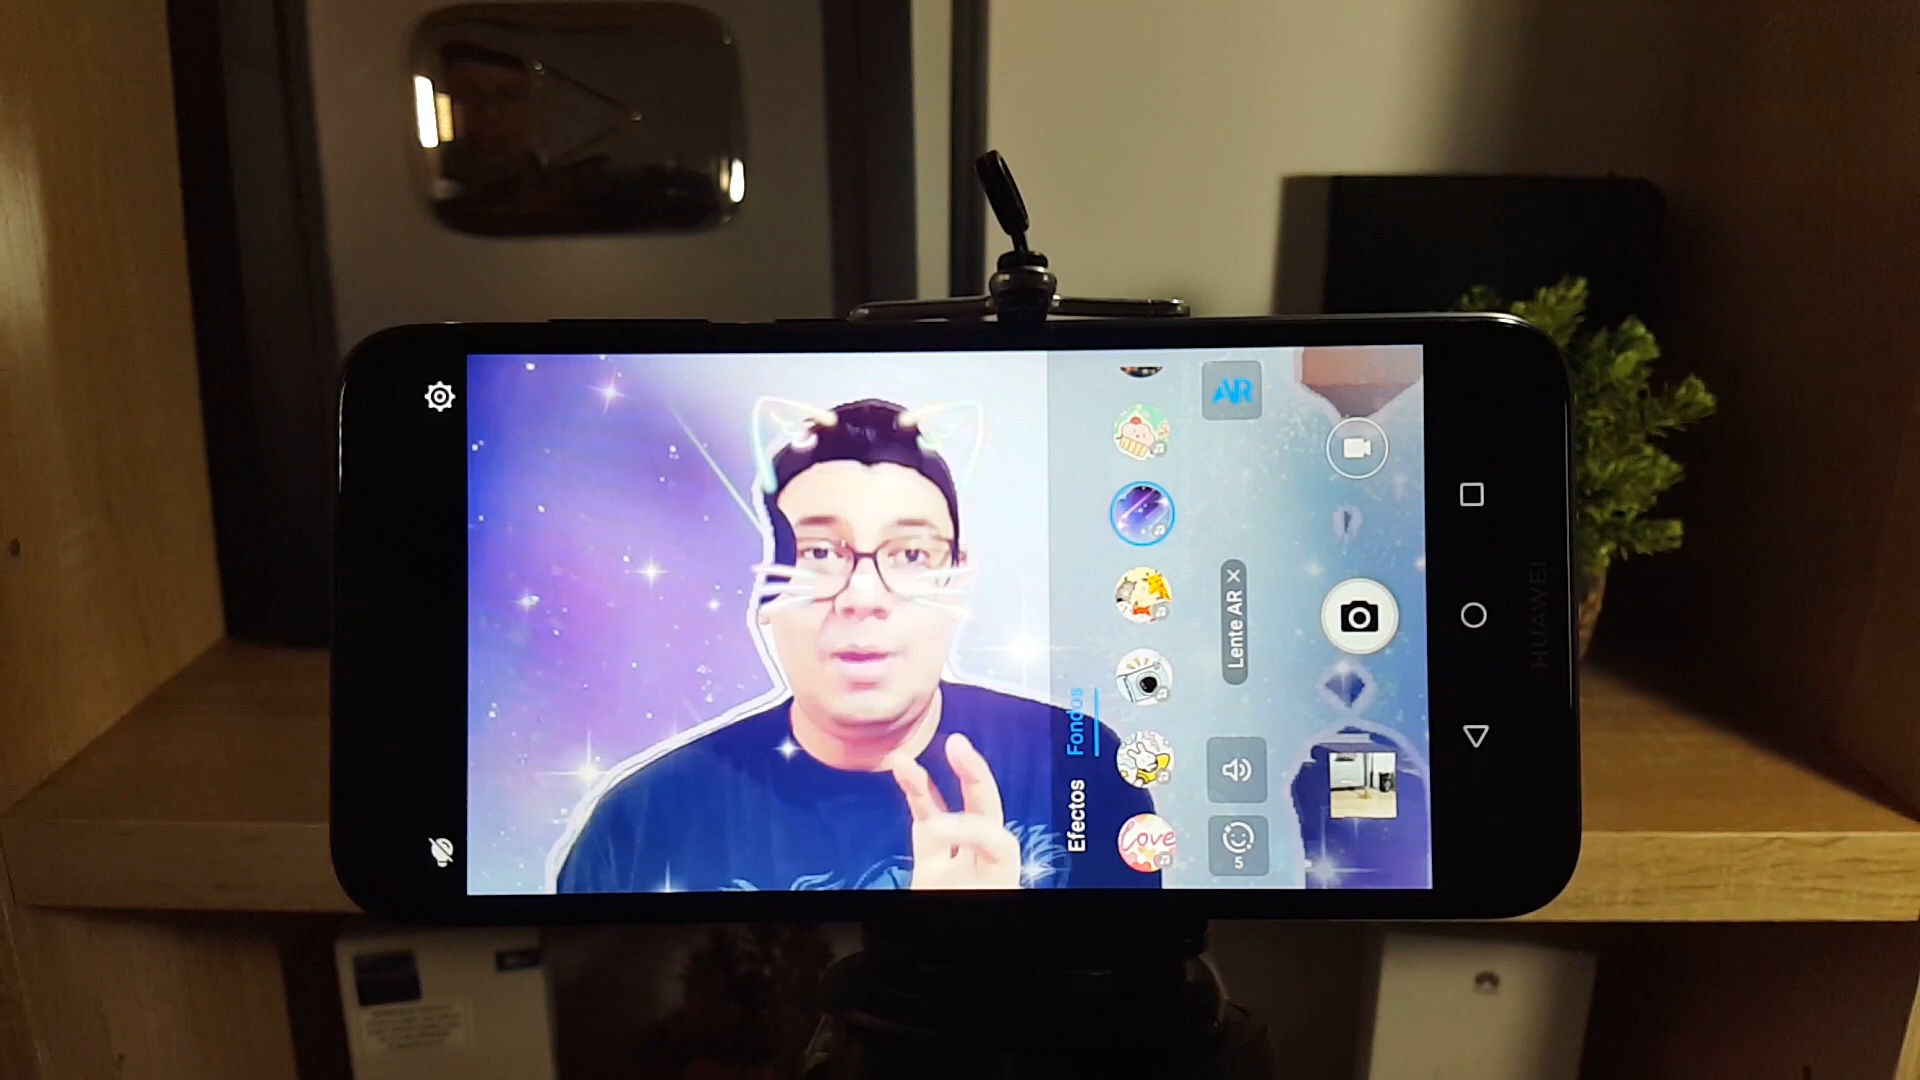 AR
Lente AR ×
Efectos Fondos
Love
5
HUAWEI